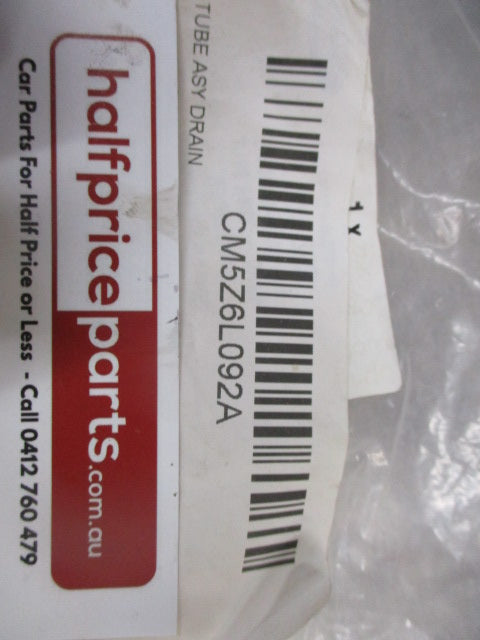 TUBE ASY DRAIN
CM5Z6L092A
halfpriceparts.com.au
Car Parts For Half Price or Less - Call 0412 760 479